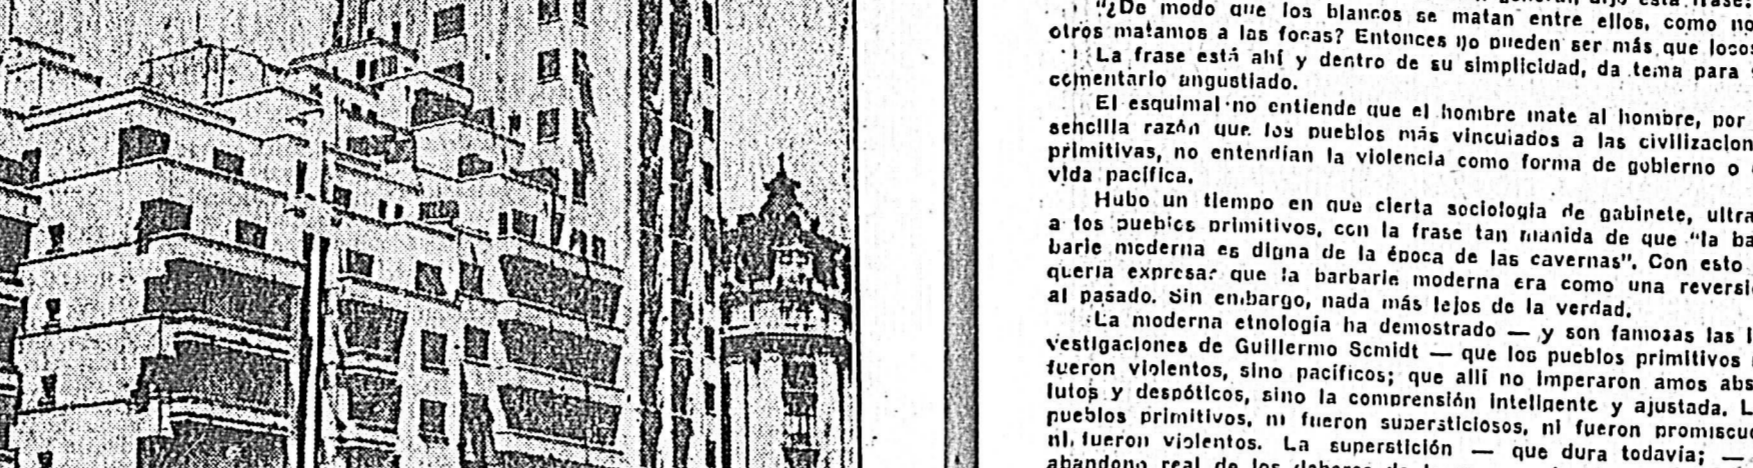 esta frase:
"¿De modo que los blancos se matan entre ellos, como no
otros matamos a las focas? Entonces no pueden ser más que locos
La frase está ahí y dentro de su simplicidad, da tema para
comentario angustiado.
El esquimal no entiende que el hombre mate al hombre, por
sencilla razón que los pueblos más vinculados a las civilizacion
primitivas, no entendían la violencia como forma de gobierno o
vida pacífica.
Hubo un tiempo en que cierta sociología de gabinete, ultra
a los pueblos primitivos, con la frase tan manida de que "la ba
barie moderna es digna de la época de las cavernas". Con esto
quería expresar que la barbarie moderna era como una reversi
al pasado. Sin embargo, nada más lejos de la verdad.
La moderna etnología ha demostrado — y son famosas las i
vestigaciones de Guillermo Scmidt — que los pueblos primitivos
fueron violentos, sino pacíficos; que allí no imperaron amos abs
lutos y despóticos, sino la comprensión inteligente y ajustada. L
pueblos primitivos, ni fueron supersticiosos, ni fueron promiscu
ni fueron violentos. La superstición — que dura todavía; —
abandono real de los deberes